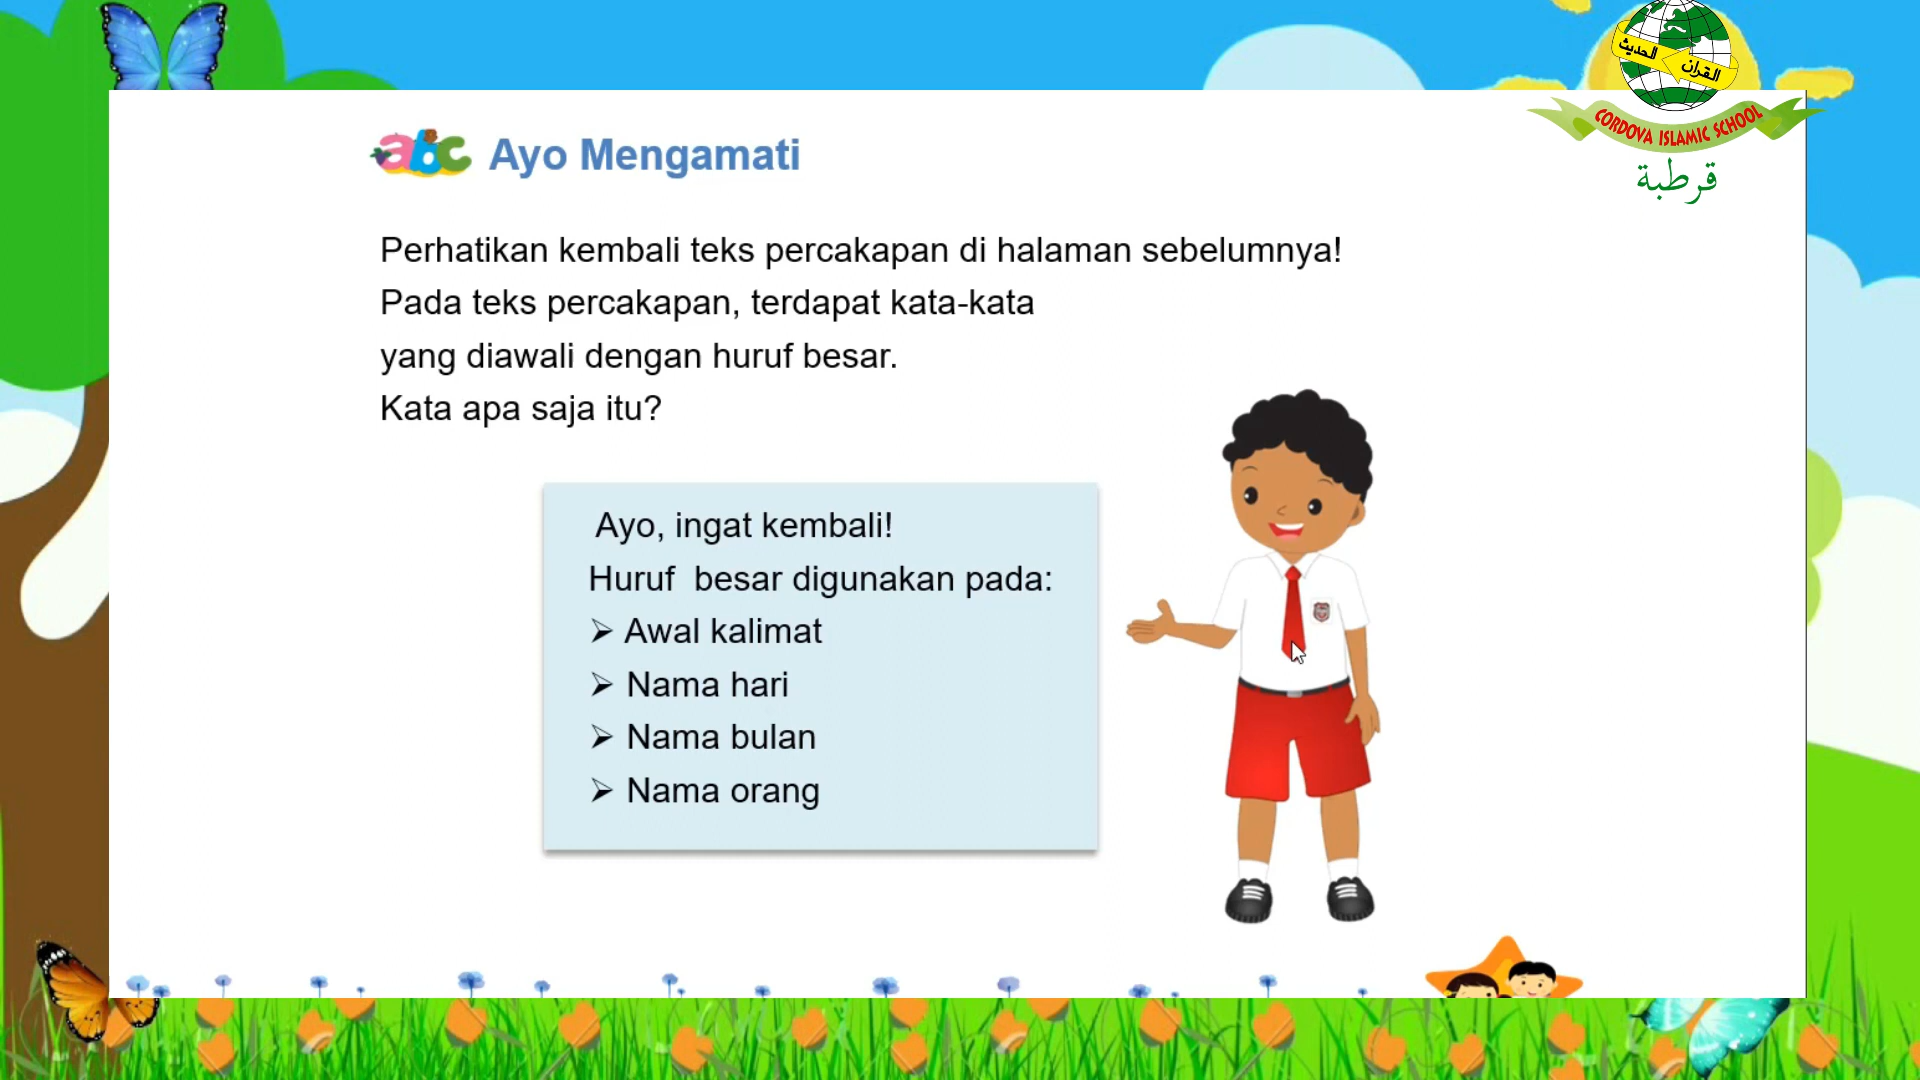 الحديث
القرآن
CORDOVA ISLAMIC SCHOOL
قرطبة
abc Ayo Mengamati
Perhatikan kembali teks percakapan di halaman sebelumnya!
Pada teks percakapan, terdapat kata-kata
yang diawali dengan huruf besar.
Kata apa saja itu?
Ayo, ingat kembali!
Huruf besar digunakan pada:
➢ Awal kalimat
➢ Nama hari
➢ Nama bulan
➢ Nama orang